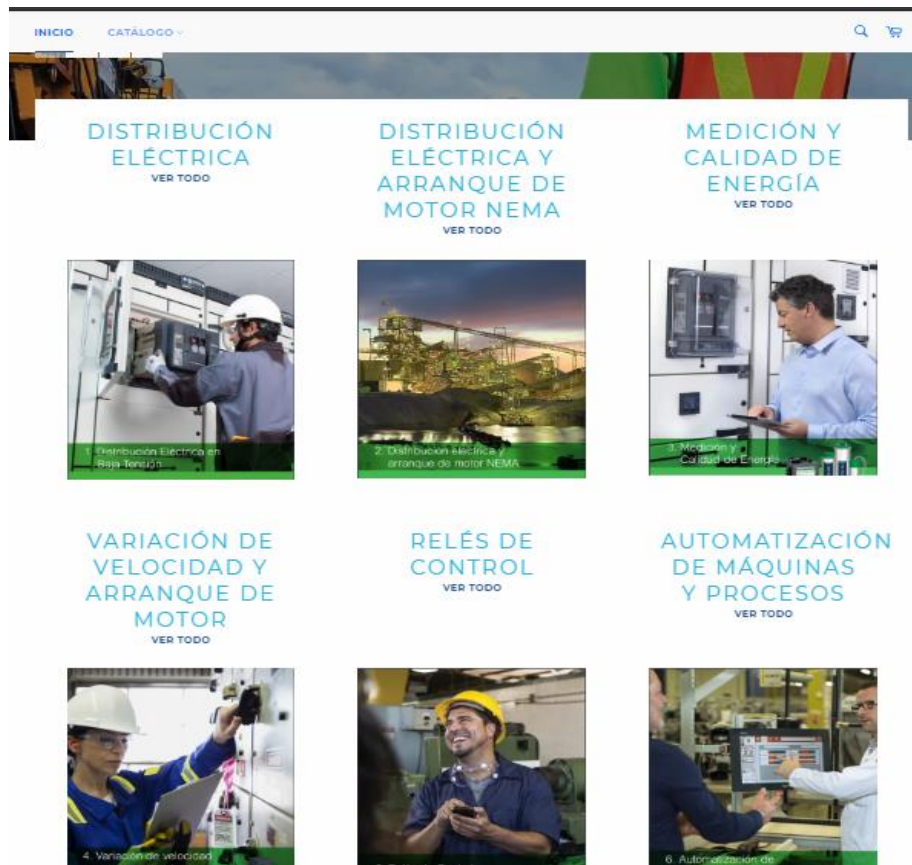 INICIO
CATÁLOGO
DISTRIBUCIÓN
ELÉCTRICA
VER TODO
DISTRIBUCIÓN
ELÉCTRICA Y
ARRANQUE DE
MOTOR NEMA
VER TODO
MEDICIÓN Y
CALIDAD DE
ENERGÍA
VER TODO
1. Distribución Eléctrica en
Baja Tensión
2. Distribución eléctrica y
arranque de motor NEMA
3. Medición y
Calidad de Energía
VARIACIÓN DE
VELOCIDAD Y
ARRANQUE DE
MOTOR
VER TODO
RELÉS DE
CONTROL
VER TODO
AUTOMATIZACIÓN
DE MÁQUINAS
Y PROCESOS
VER TODO
4. Variación de velocidad
6. Automatización de